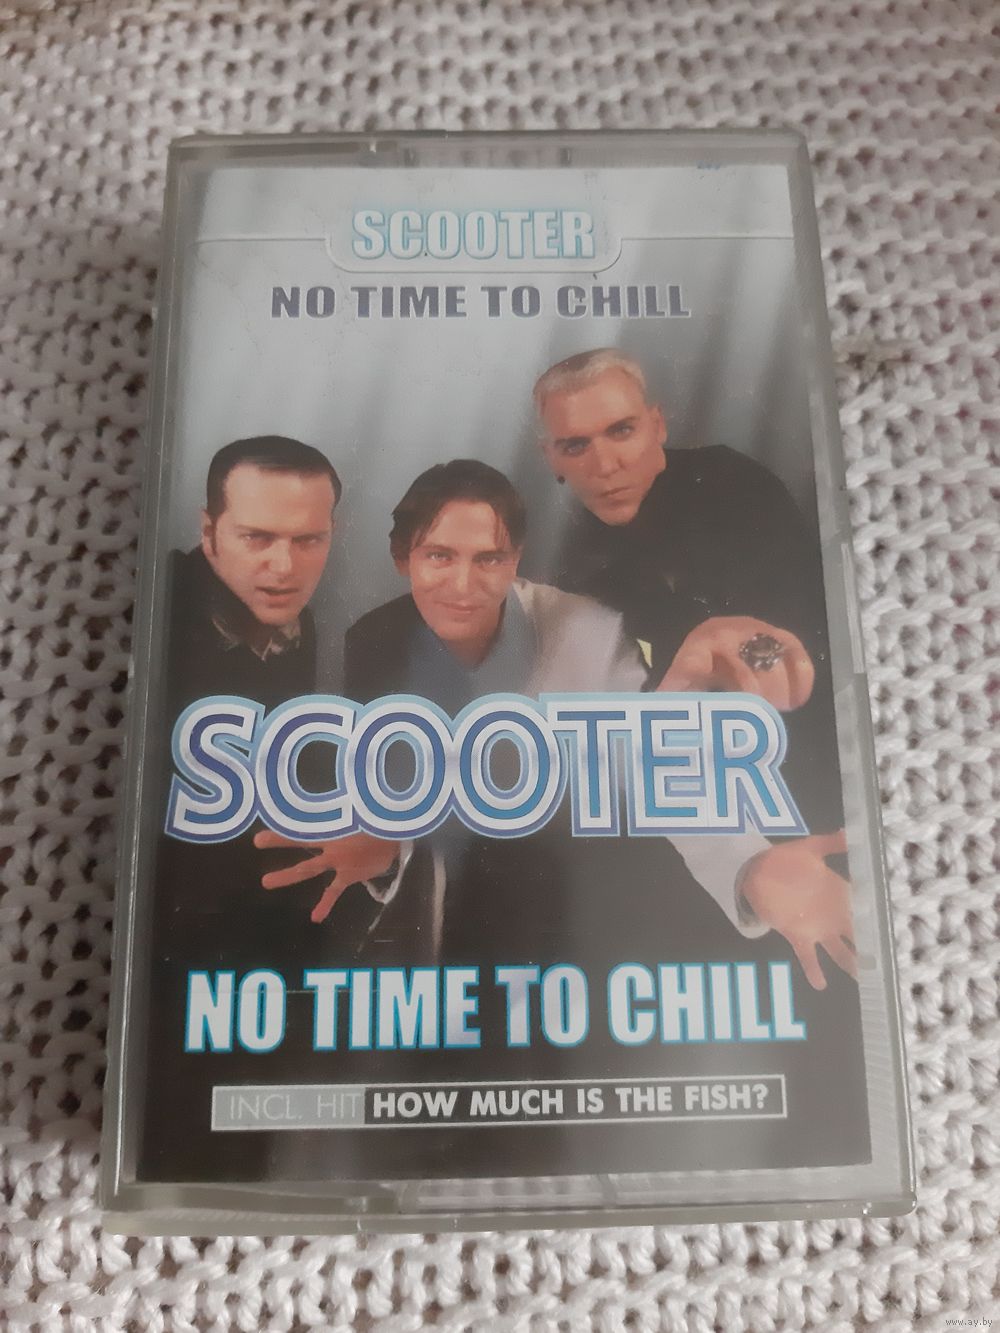 SCOOTER
NO TIME TO CHILL
SCOOTER
NO TIME TO CHILL
INCL. HIT HOW MUCH IS THE FISH?
www.ay.by